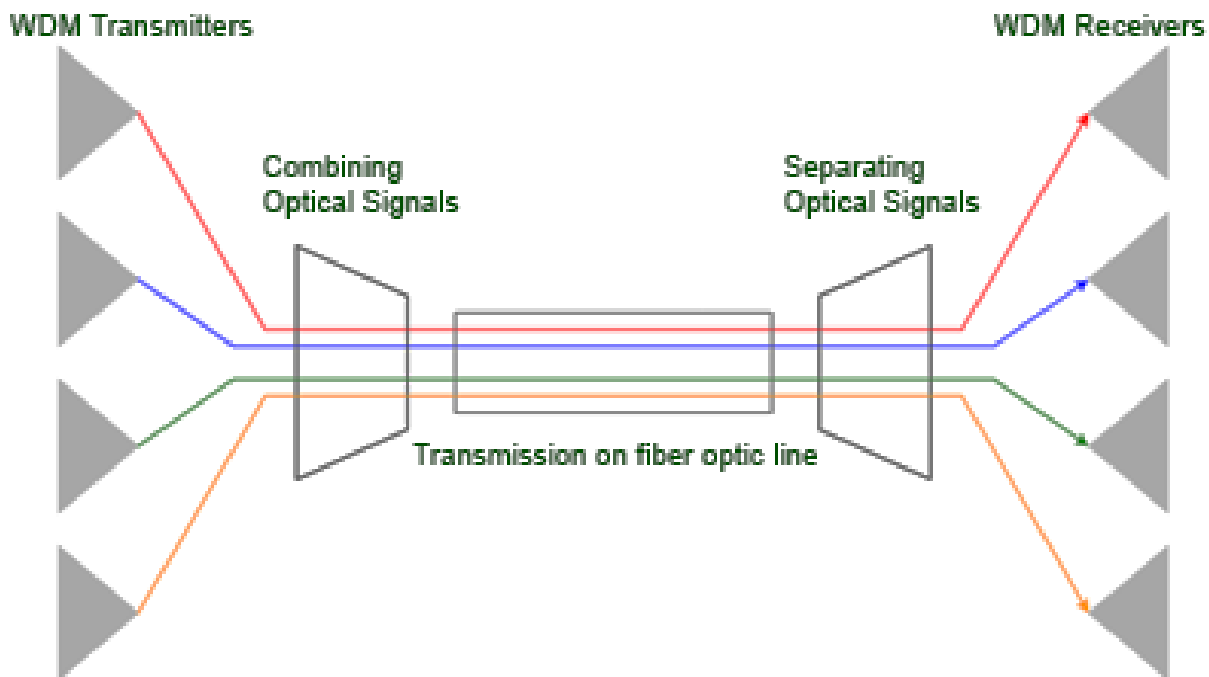 WDM Transmitters
WDM Receivers
Combining
Optical Signals
Separating
Optical Signals
Transmission on fiber optic line